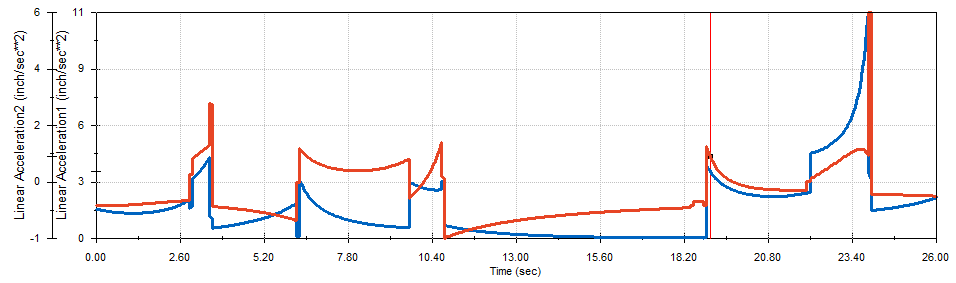 Linear Acceleration2 (inch/sec**2)
Linear Acceleration1 (inch/sec**2)
6 11
4 9
2 6
0 3
-1 0
0.00 2.60 5.20 7.80 10.40 13.00 15.60 18.20 20.80 23.40 26.00
Time (sec)